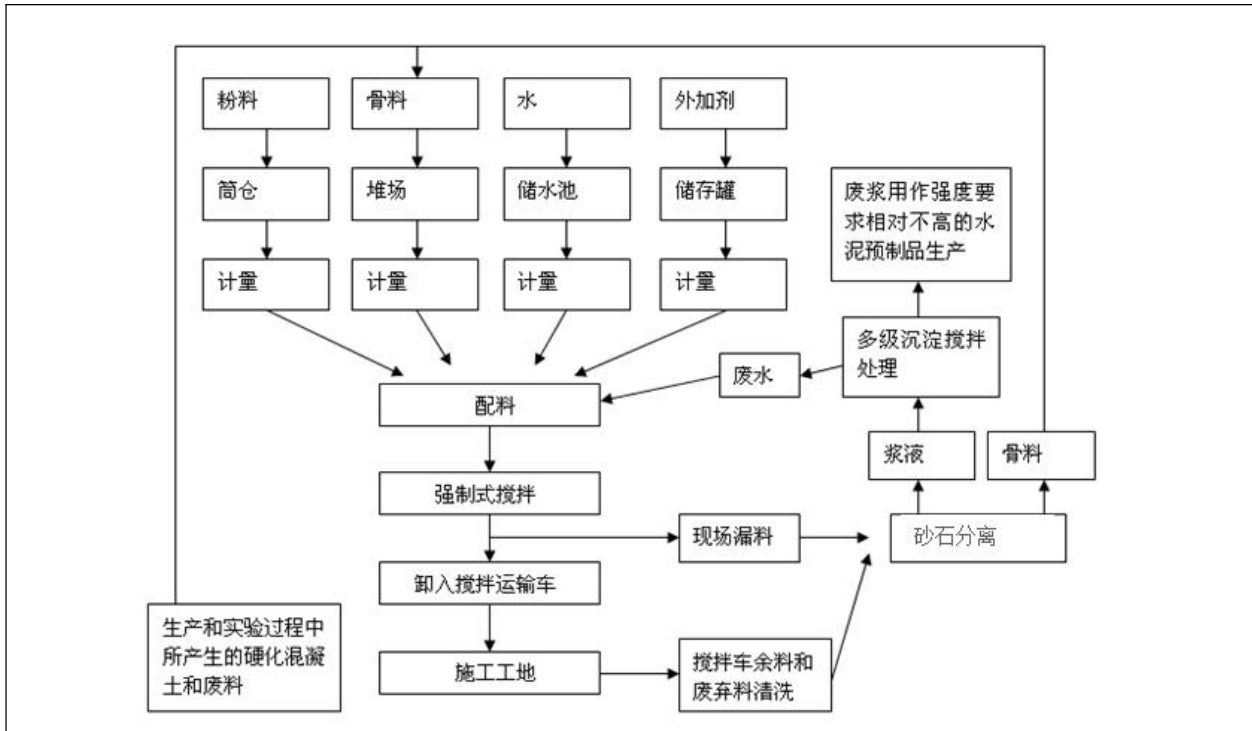 粉料
骨料
水
外加剂
筒仓
堆场
储水池
储存罐
废浆用作强度要
求相对不高的水
泥预制品生产
计量
计量
计量
计量
多级沉淀搅拌
处理
废水
配料
浆液
骨料
强制式搅拌
现场漏料
砂石分离
卸入搅拌运输车
生产和实验过程中
所产生的硬化混凝
土和废料
施工工地
搅拌车余料和
废弃料清洗